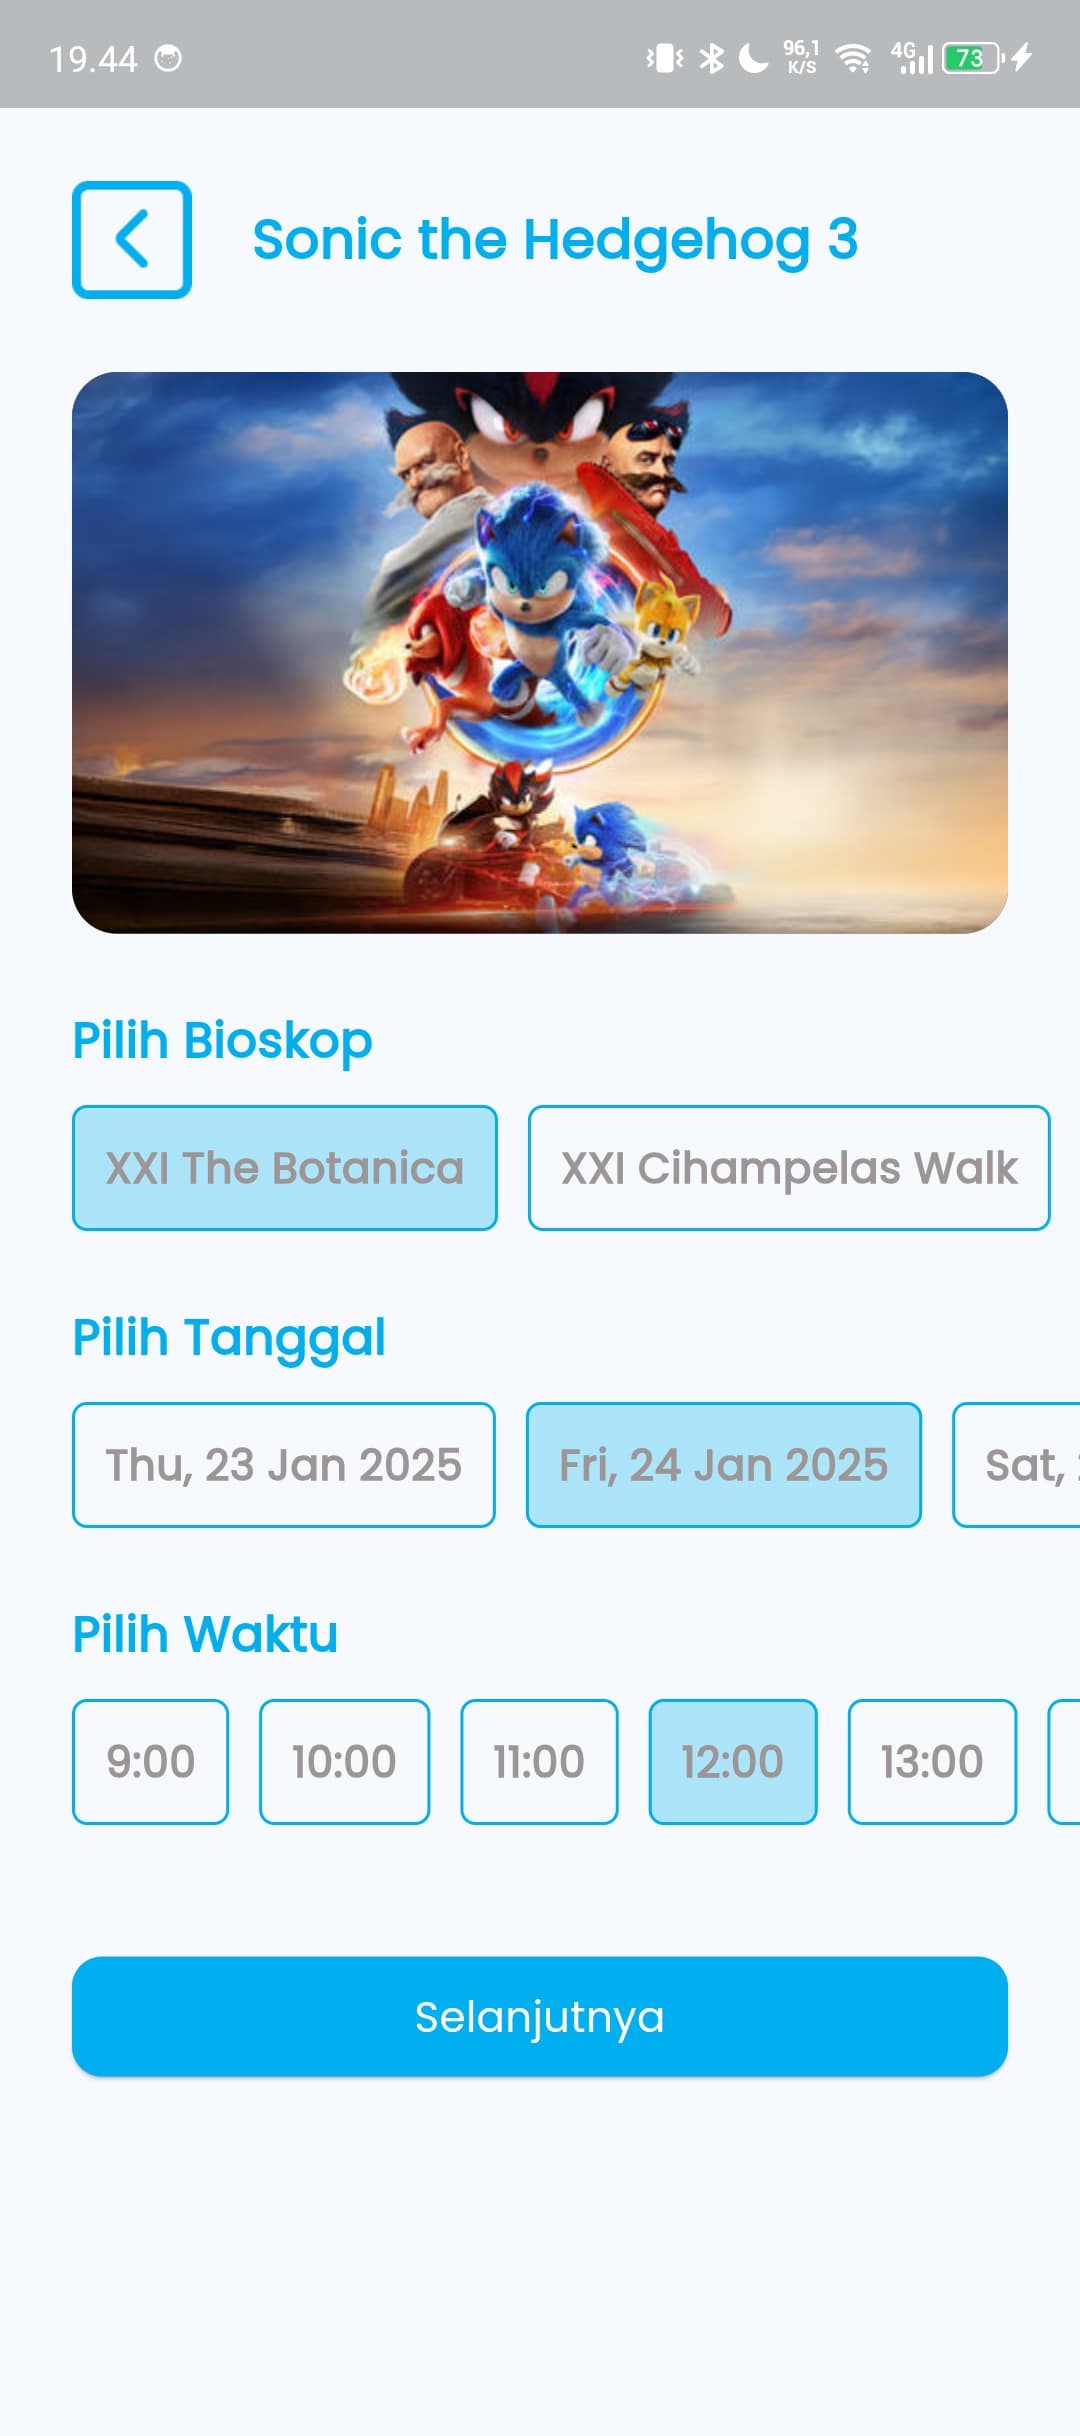 19.44
96,1
K/S
4G
73
Sonic the Hedgehog 3
Pilih Bioskop
XXI The Botanica
XXI Cihampelas Walk
Pilih Tanggal
Thu, 23 Jan 2025
Fri, 24 Jan 2025
Sat,
Pilih Waktu
9:00
10:00
11:00
12:00
13:00
Selanjutnya